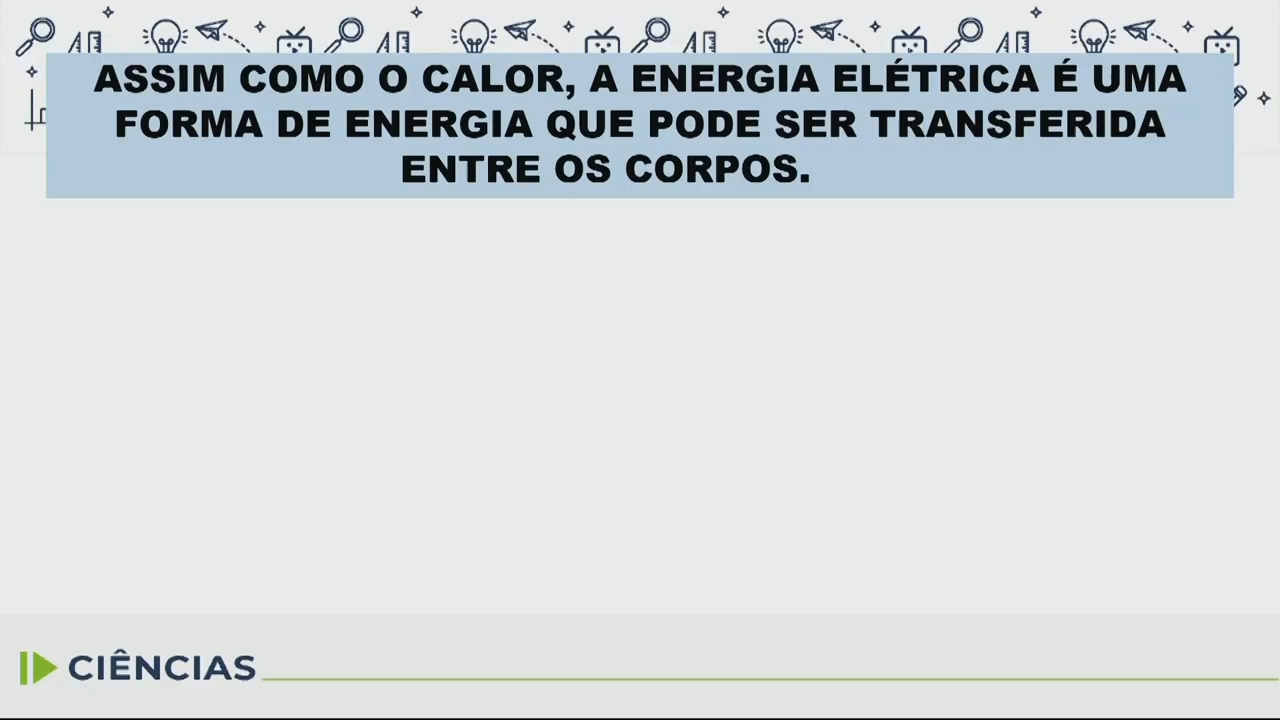 ASSIM COMO O CALOR, A ENERGIA ELÉTRICA É UMA
FORMA DE ENERGIA QUE PODE SER TRANSFERIDA
ENTRE OS CORPOS.
CIÊNCIAS